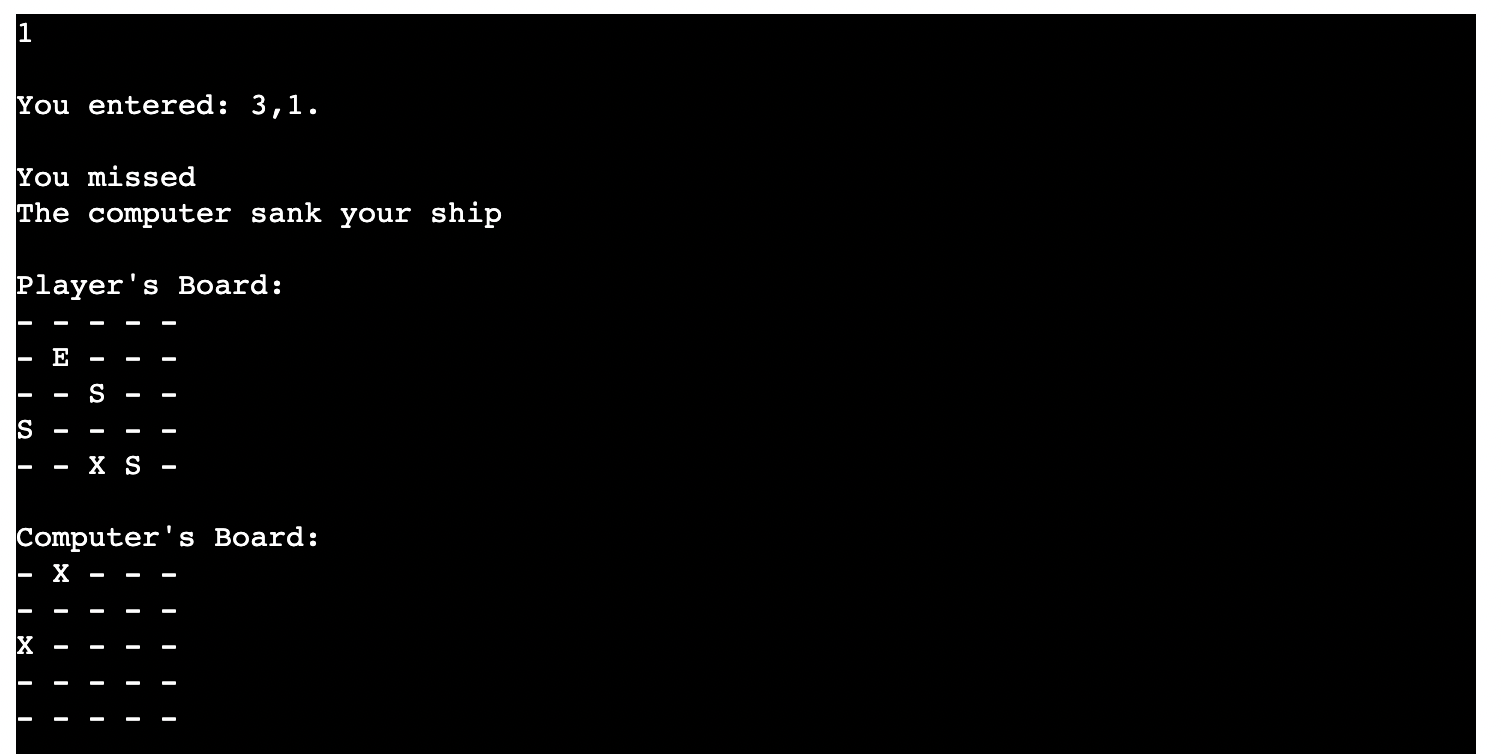 1
You entered: 3,1.
You missed
The computer sank your ship
Player's Board:
- - - - -
- E - - -
- - S - -
S - - - -
- - X S -
Computer's Board:
- X - - -
- - - - -
X - - - -
- - - - -
- - - - -